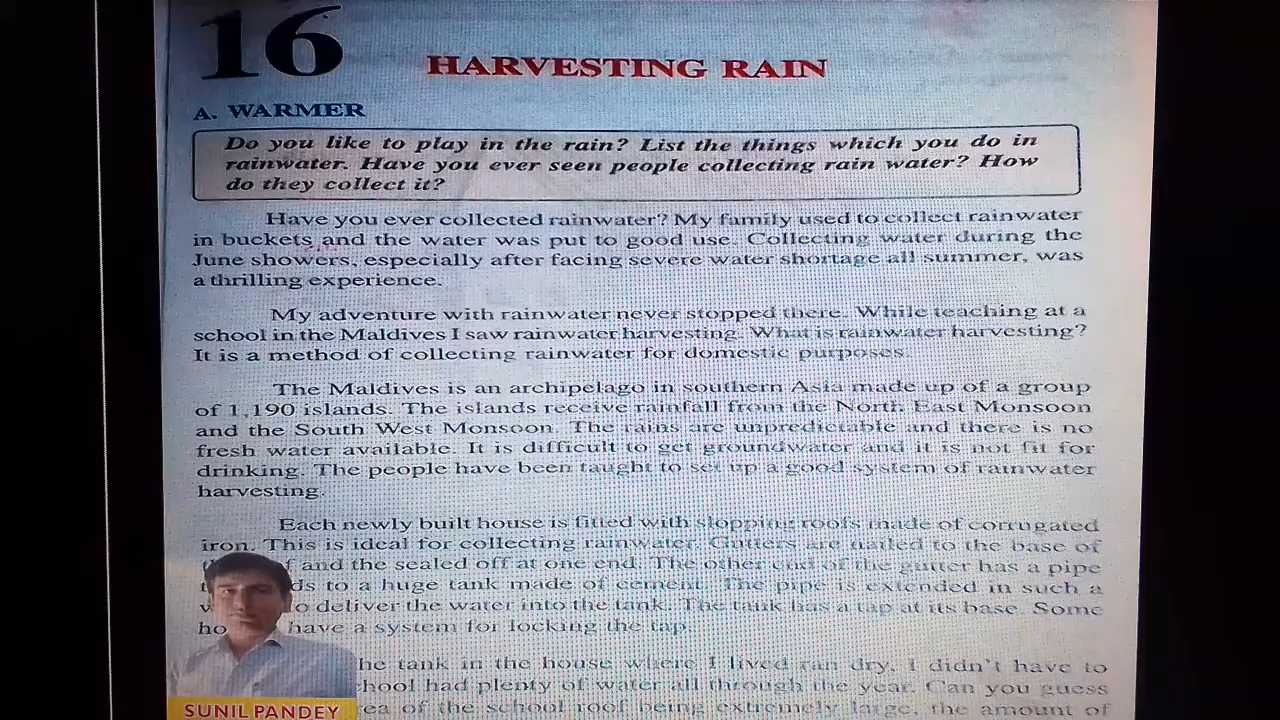 16
HARVESTING RAIN
A. WARMER
Do you like to play in the rain? List the things which you do in
rainwater. Have you ever seen people collecting rain water? How
do they collect it?
Have you ever collected rainwater? My family used to collect rainwater
in buckets and the water was put to good use. Collecting water during the
June showers, especially after facing severe water shortage all summer, was
a thrilling experience.
My adventure with rainwater never stopped there. While teaching at a
school in the Maldives I saw rainwater harvesting. What is rainwater harvesting?
It is a method of collecting rainwater for domestic purposes.
The Maldives is an archipelago in southern Asia made up of a group
of 1,190 islands. The islands receive rainfall from the North East Monsoon
and the South West Monsoon. The rains are unpredictable and there is no
fresh water available. It is difficult to get groundwater and it is not fit for
drinking. The people have been taught to set up a good system of rainwater
harvesting.
Each newly built house is fitted with slopping roofs made of corrugated
iron. This is ideal for collecting rainwater. Gutters are nailed to the base of
and the sealed off at one end. The other end of the gutter has a pipe
to huge tank made of cement. The pipe is extended in such a
to deliver the water into the tank. The tank has a tap at its base. Some
have a system for locking the tap.
tank in the house where I lived ran dry, I didn't have to
had plenty of water all through the year. Can you guess
of the school roof being extremely large, the amount of
SUNIL PANDEY